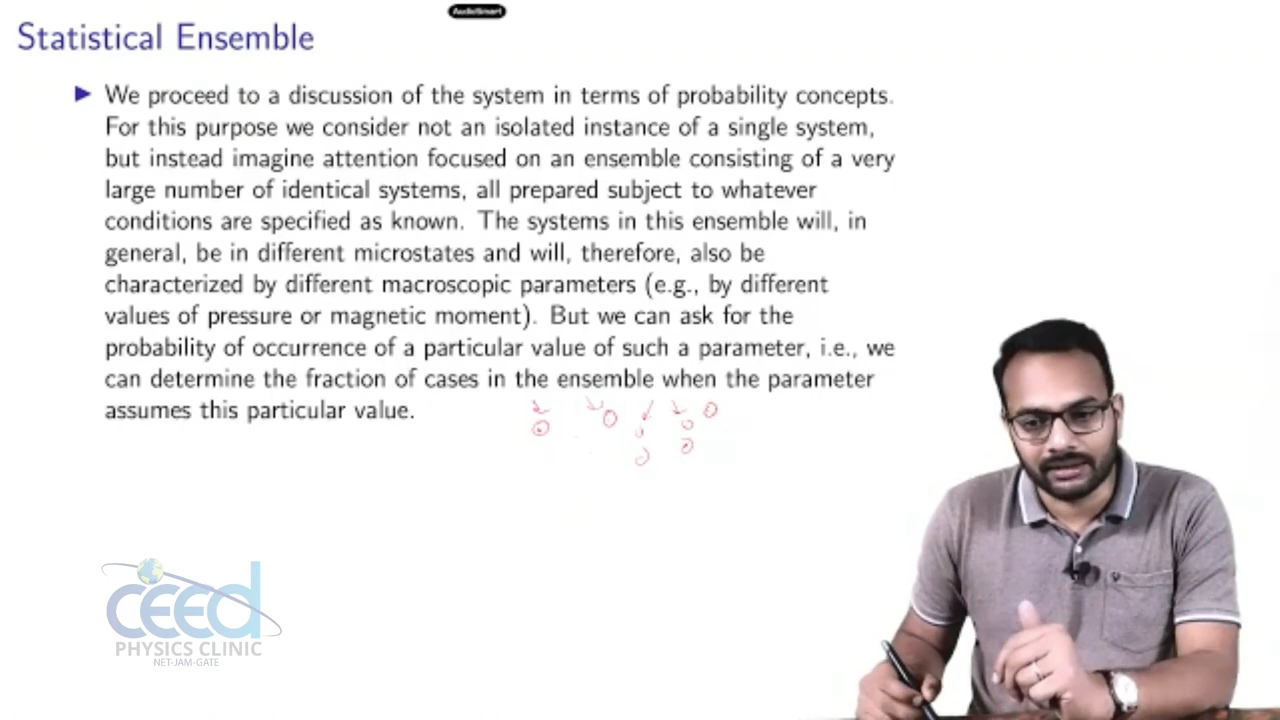 AudioSmart
Statistical Ensemble
We proceed to a discussion of the system in terms of probability concepts.
For this purpose we consider not an isolated instance of a single system,
but instead imagine attention focused on an ensemble consisting of a very
large number of identical systems, all prepared subject to whatever
conditions are specified as known. The systems in this ensemble will, in
general, be in different microstates and will, therefore, also be
characterized by different macroscopic parameters (e.g., by different
values of pressure or magnetic moment). But we can ask for the
probability of occurrence of a particular value of such a parameter, i.e., we
can determine the fraction of cases in the ensemble when the parameter
assumes this particular value.
ceed
PHYSICS CLINIC
NET-JAM-GATE